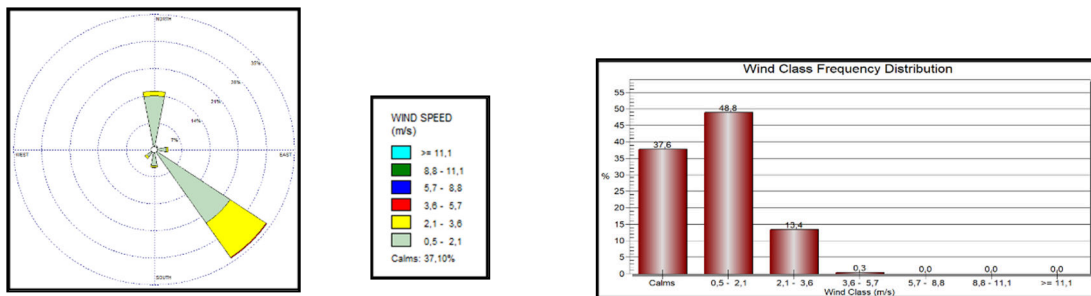 NORTH
35%
28%
21%
14%
7%
WEST
EAST
SOUTH
WIND SPEED
(m/s)
>= 11,1
8,8 - 11,1
5,7 - 8,8
3,6 - 5,7
2,1 - 3,6
0,5 - 2,1
Calms: 37,10%
Wind Class Frequency Distribution
55
50
45
40
35
30
25
20
15
10
5
0
%
37,6
48,8
13,4
0,3
0,0
0,0
0,0
Calms
0,5 - 2,1
2,1 - 3,6
3,6 - 5,7
5,7 - 8,8
8,8 - 11,1
>= 11,1
Wind Class (m/s)